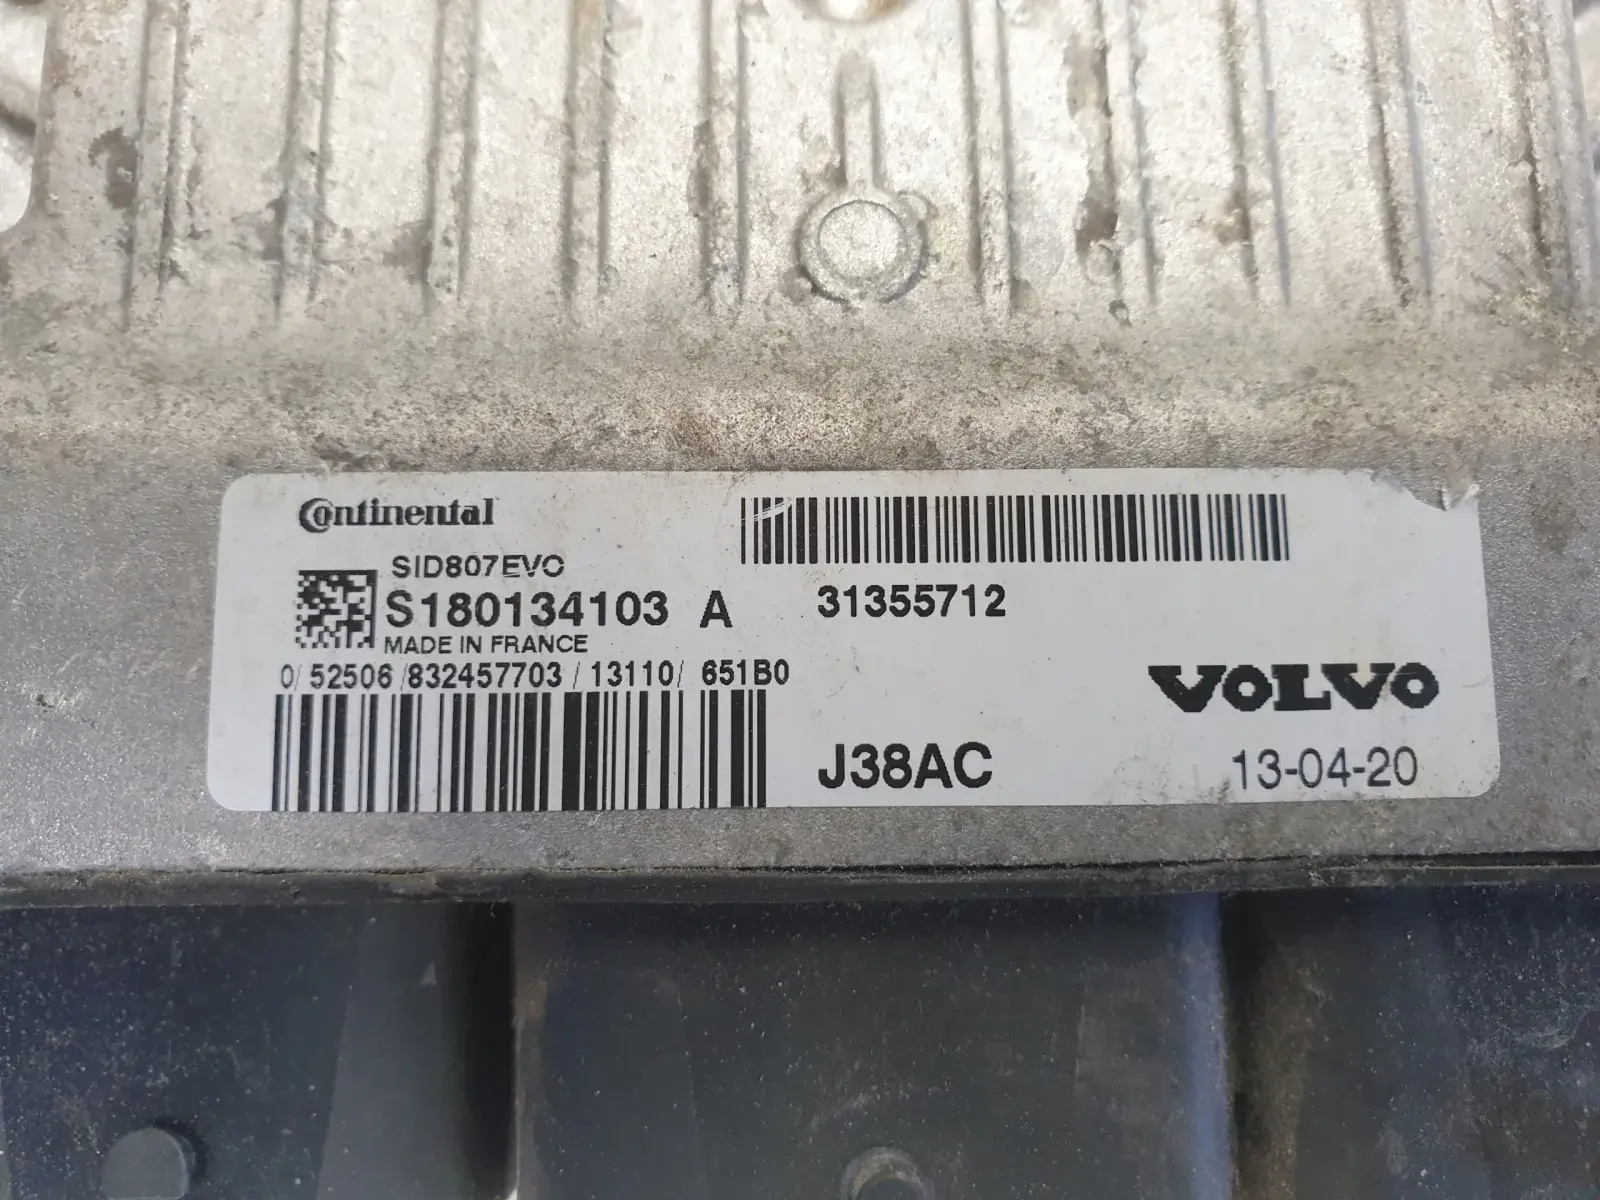 Continental
SID807EVO
S180134103 A
MADE IN FRANCE
0/ 52506 /832457703 /13110/ 651B0
31355712
VOLVO
J38AC
13-04-20